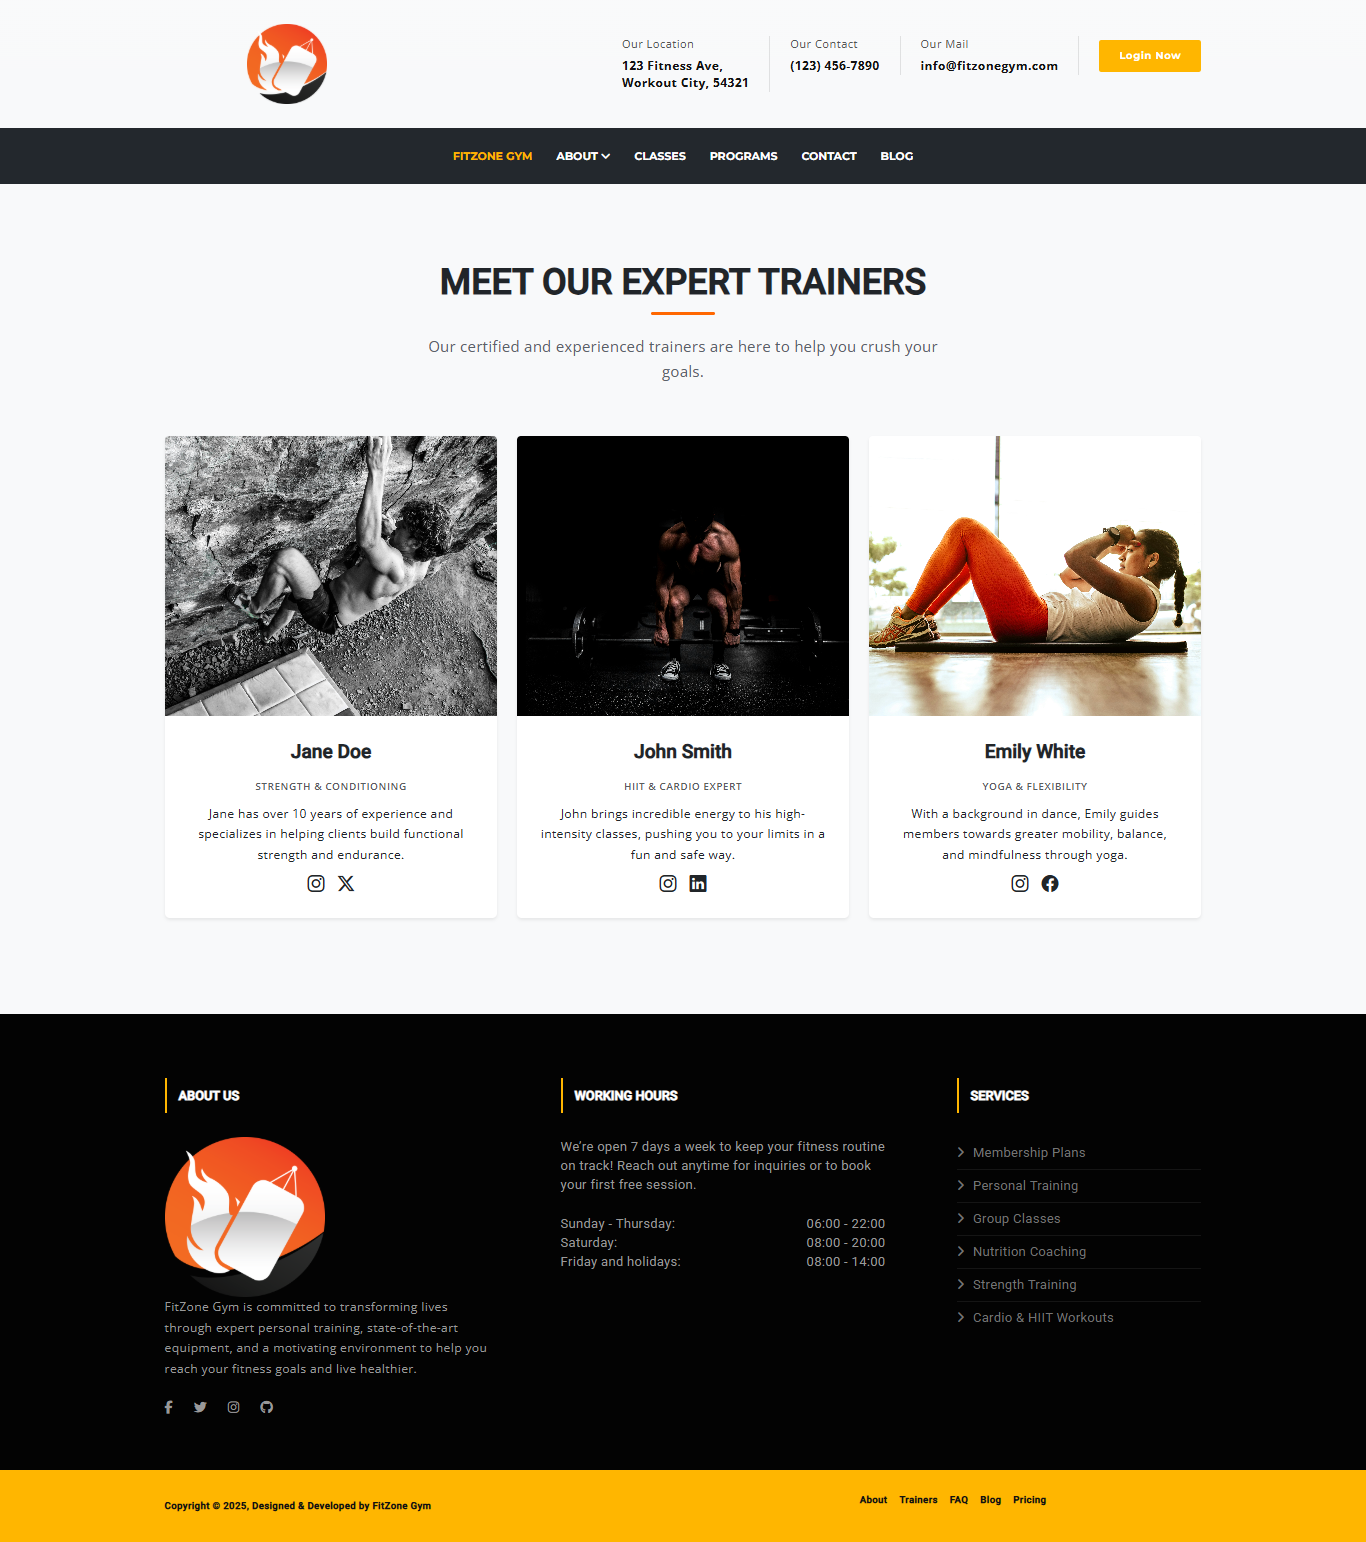 Our Location
123 Fitness Ave,
Workout City, 54321
Our Contact
(123) 456-7890
Our Mail
info@fitzonegym.com
Login Now
FITZONE GYM ABOUT CLASSES PROGRAMS CONTACT BLOG
MEET OUR EXPERT TRAINERS
Our certified and experienced trainers are here to help you crush your
goals.
Jane Doe
STRENGTH & CONDITIONING
Jane has over 10 years of experience and
specializes in helping clients build functional
strength and endurance.
John Smith
HIIT & CARDIO EXPERT
John brings incredible energy to his high-
intensity classes, pushing you to your limits in a
fun and safe way.
Emily White
YOGA & FLEXIBILITY
With a background in dance, Emily guides
members towards greater mobility, balance,
and mindfulness through yoga.
ABOUT US
FitZone Gym is committed to transforming lives
through expert personal training, state-of-the-art
equipment, and a motivating environment to help you
reach your fitness goals and live healthier.
WORKING HOURS
We're open 7 days a week to keep your fitness routine
on track! Reach out anytime for inquiries or to book
your first free session.
Sunday - Thursday: 06:00 - 22:00
Saturday: 08:00 - 20:00
Friday and holidays: 08:00 - 14:00
SERVICES
Membership Plans
Personal Training
Group Classes
Nutrition Coaching
Strength Training
Cardio & HIIT Workouts
Copyright © 2025, Designed & Developed by FitZone Gym
About Trainers FAQ Blog Pricing